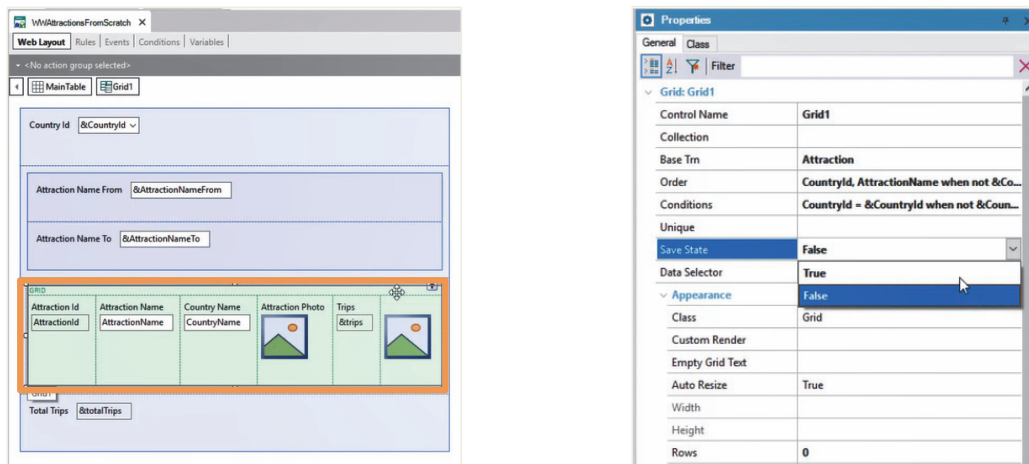 WWAttractionsFromScratch ×
Web Layout Rules Events Conditions Variables
<No action group selected>
MainTable Grid1
Country Id &CountryId
Attraction Name From &AttractionNameFrom
Attraction Name To &AttractionNameTo
GRID
Attraction Id Attraction Name Country Name Attraction Photo Trips
AttractionId AttractionName CountryName &trips
Grid1
Total Trips &totalTrips
Properties
General Class
Filter
Grid: Grid1
Control Name Grid1
Collection
Base Trn Attraction
Order CountryId, AttractionName when not &Co...
Conditions CountryId = &CountryId when not &Coun...
Unique
Save State False
Data Selector True
Appearance False
Class Grid
Custom Render
Empty Grid Text
Auto Resize True
Width
Height
Rows 0